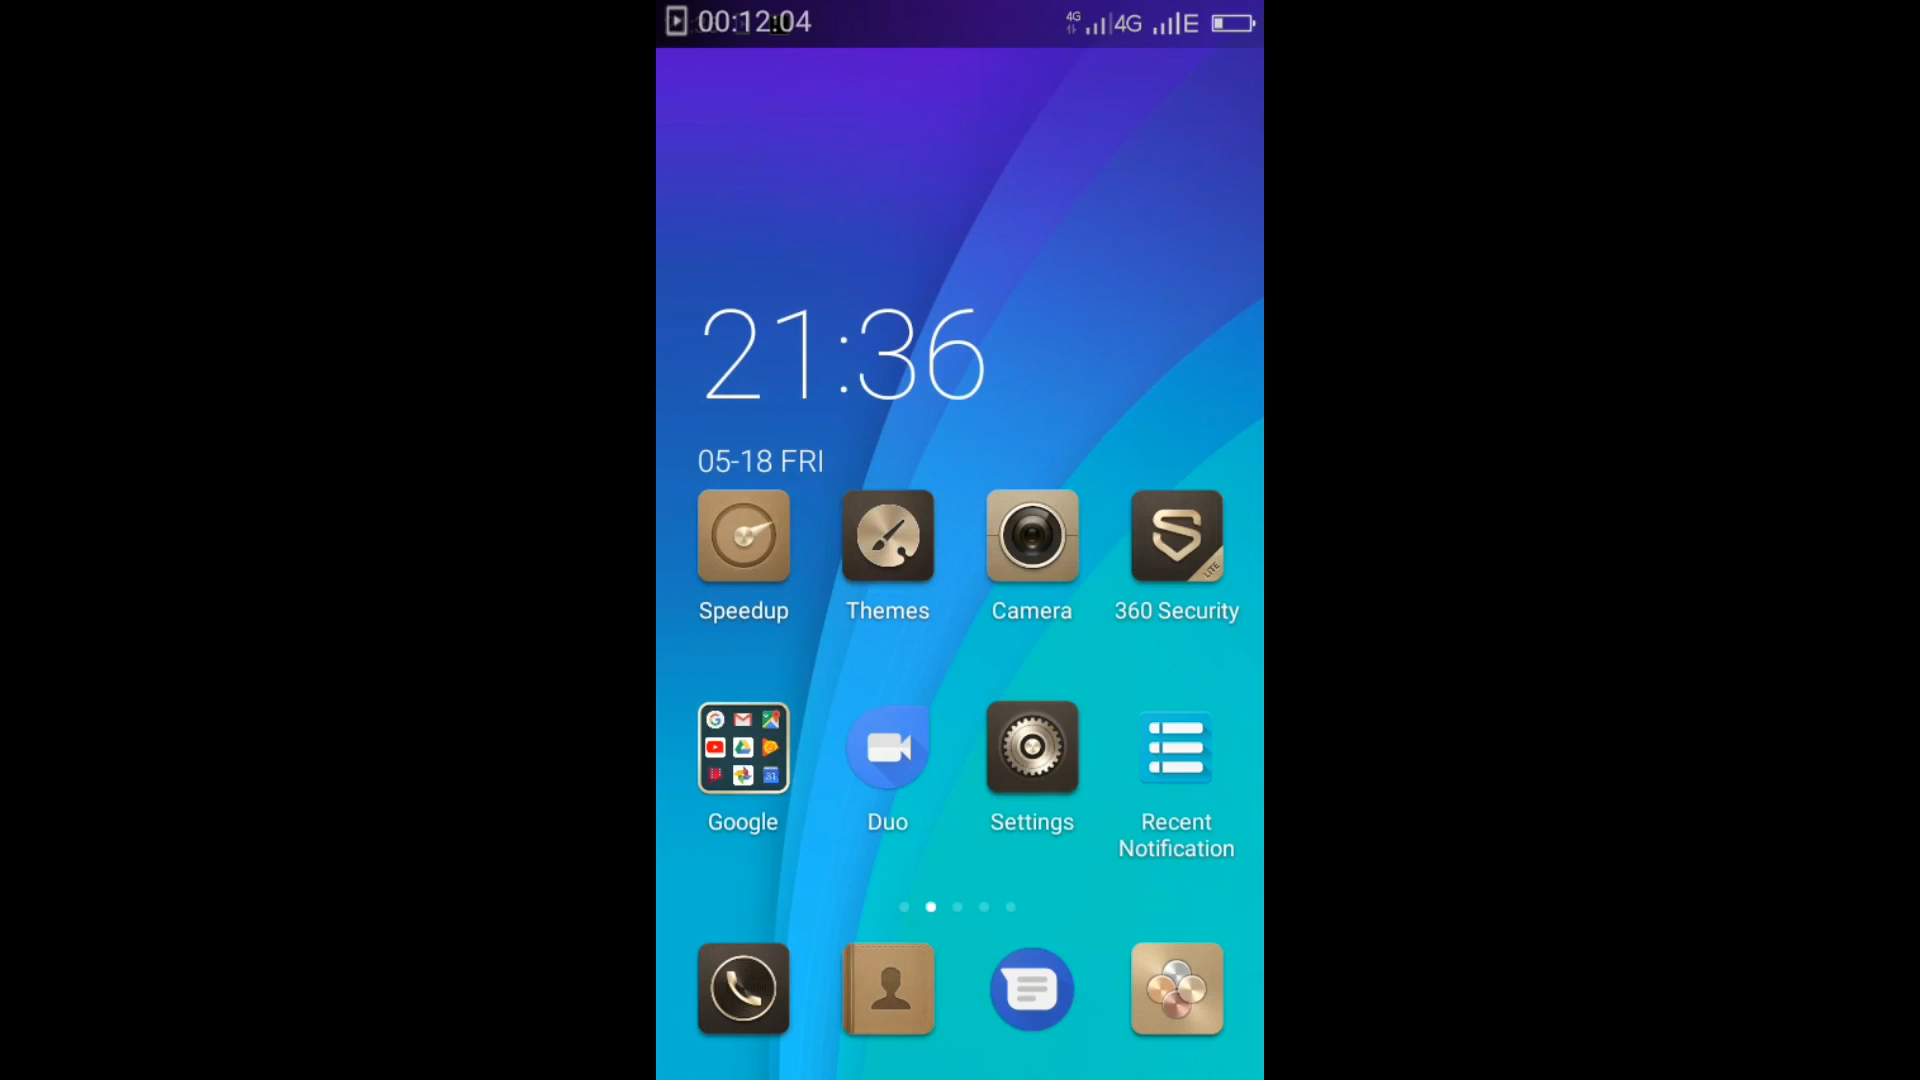 00:12:04 4G 4G E
21:36
05-18 FRI
Speedup Themes Camera 360 Security
LITE
31
Google Duo Settings Recent
Notification